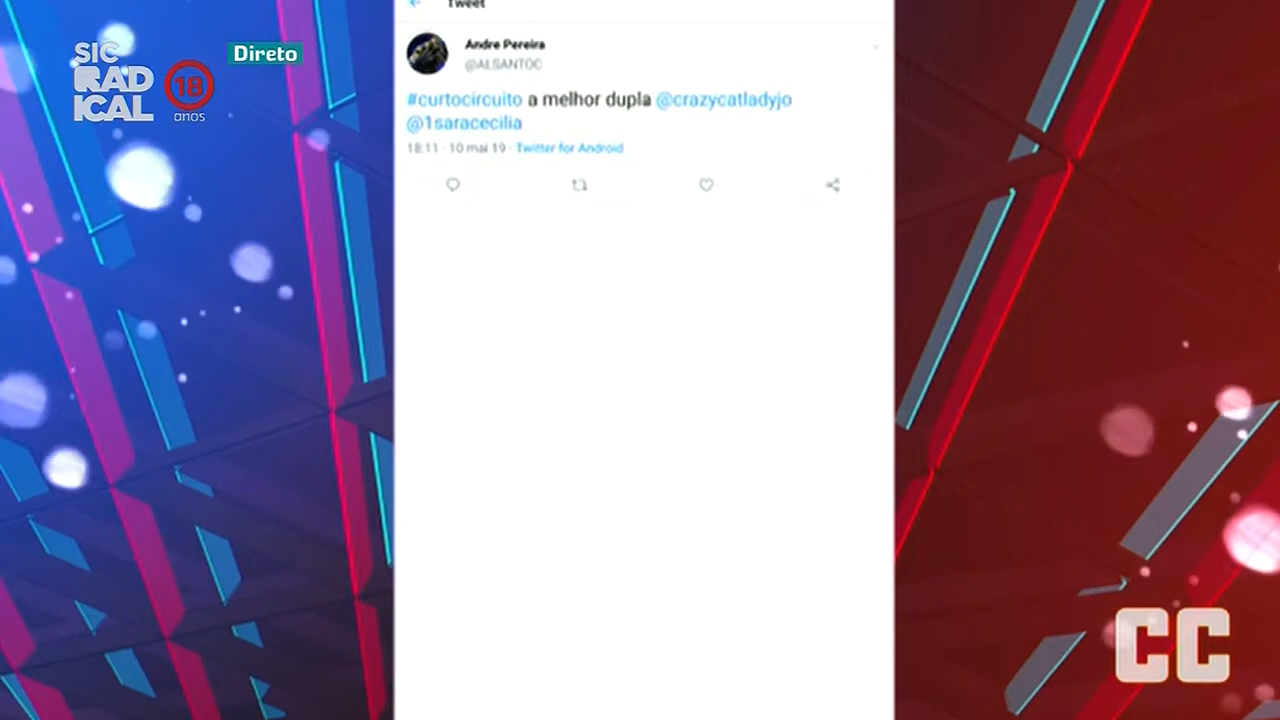 Tweet
SIC
RAD
ICAL
18
anos
Direto
Andre Pereira
@ALSANTOC
#curtocircuito a melhor dupla @crazycatladyjo
@1saracecilia
18:11 · 10 mai 19 · Twitter for Android
CC